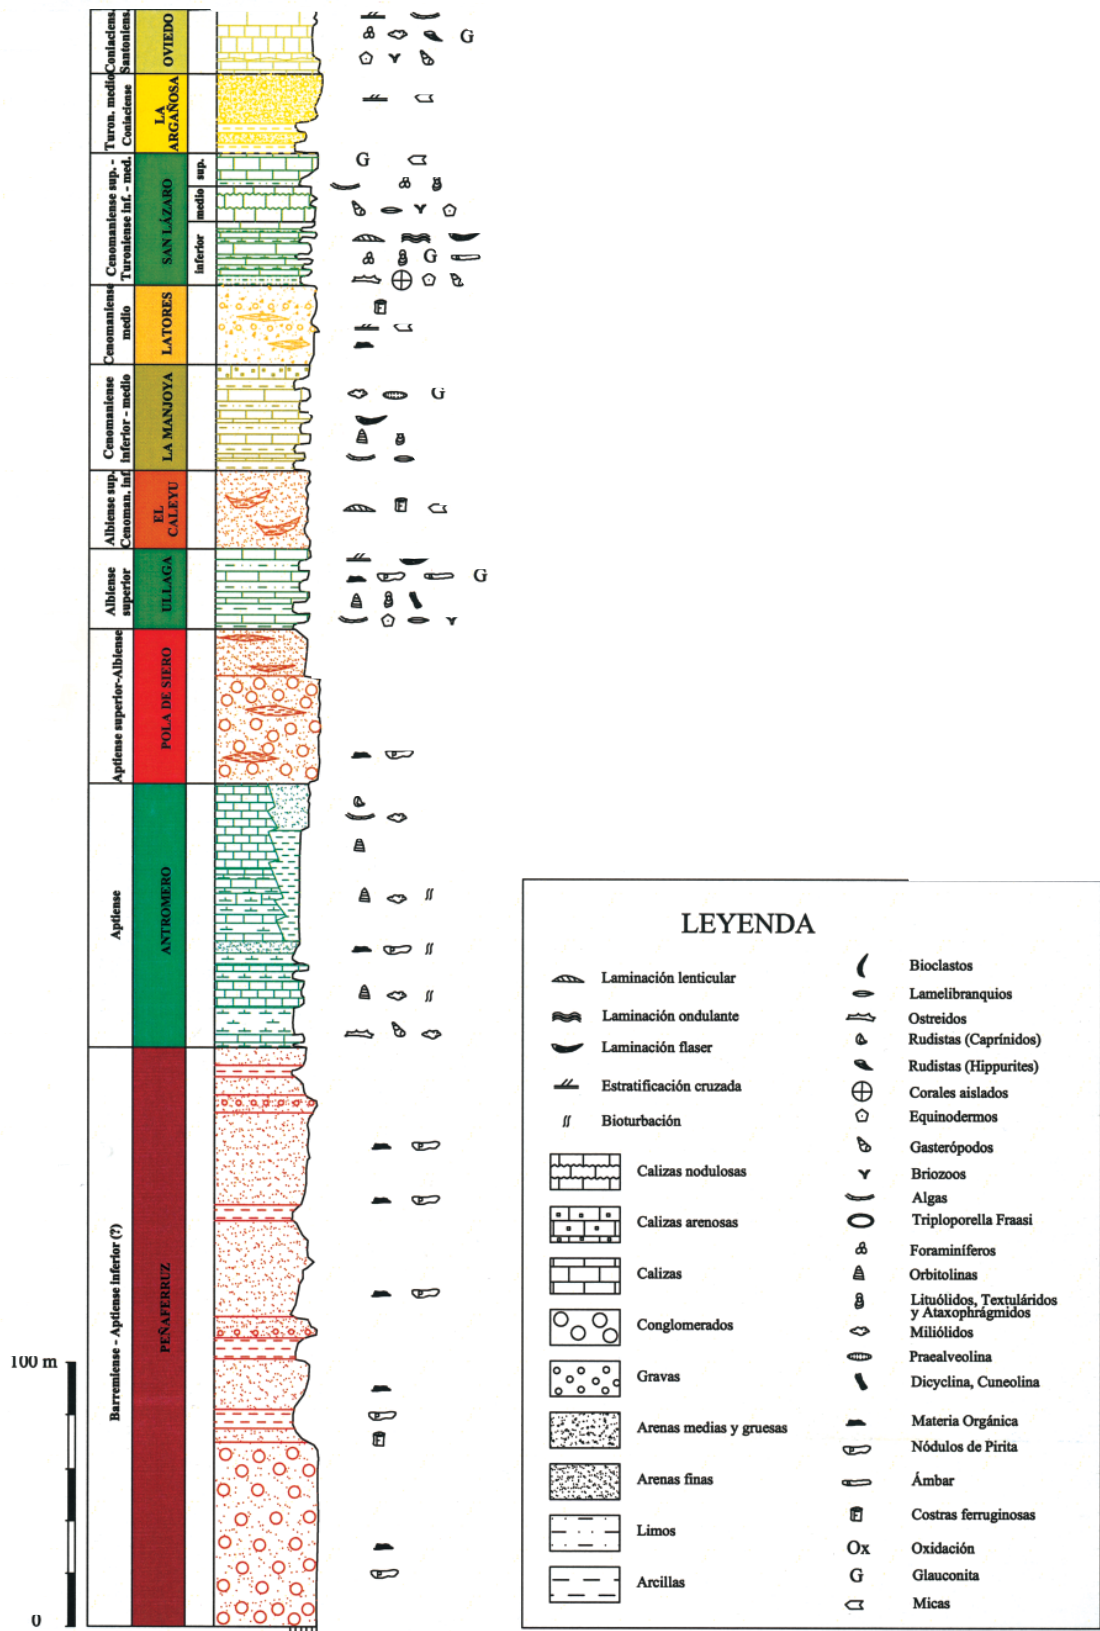 Coniaciens.
Santoniens.
OVIEDO
G
Turon. medio
Coniaciense
LA
ARGAÑOSA
Cenomaniense sup. -
Turoniense inf. - med.
SAN LÁZARO
sup.
medio
inferior
G
G
Cenomaniense
medio
LATORES
F
Cenomaniense
inferior - medio
LA MANJOYA
G
Albiense sup.
Cenoman. inf.
EL
CALEYU
F
Albiense
superior
ULLAGA
G
Aptiense superior-Albiense
POLA DE SIERO
Aptiense
ANTROMERO
Barremiense - Aptiense inferior (?)
PEÑAFERRUZ
F
100 m
0
LEYENDA
Laminación lenticular
Laminación ondulante
Laminación flaser
Estratificación cruzada
Bioturbación
Calizas nodulosas
Calizas arenosas
Calizas
Conglomerados
Gravas
Arenas medias y gruesas
Arenas finas
Limos
Arcillas
Bioclastos
Lamelibranquios
Ostreidos
Rudistas (Caprínidos)
Rudistas (Hippurites)
Corales aislados
Equinodermos
Gasterópodos
Briozoos
Algas
Triploporella Fraasi
Foraminíferos
Orbitolinas
Lituólidos, Textuláridos
y Ataxophrágmidos
Miliólidos
Praealveolina
Dicyclina, Cuneolina
Materia Orgánica
Nódulos de Pirita
Ámbar
F Costras ferruginosas
Ox Oxidación
G Glauconita
Micas